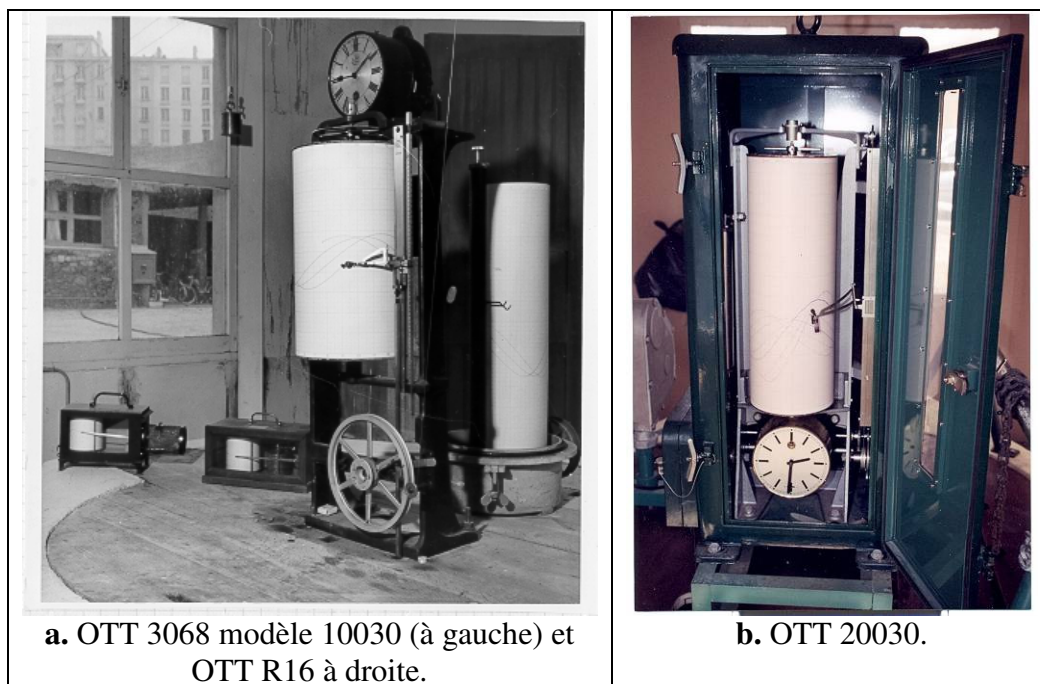 a. OTT 3068 modèle 10030 (à gauche) et
OTT R16 à droite.
b. OTT 20030.